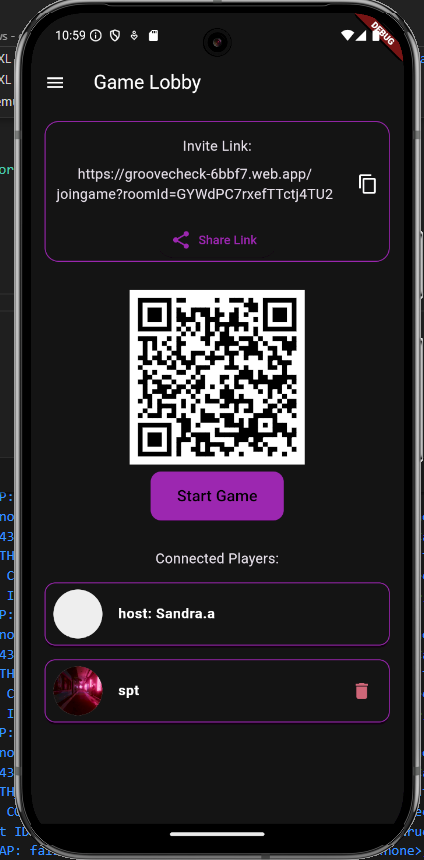 10:59
DEBUG
Game Lobby
Invite Link:
https://groovecheck-6bbf7.web.app/
joingame?roomId=GYWdPC7rxefTTctj4TU2
Share Link
Start Game
Connected Players:
host: Sandra.a
spt